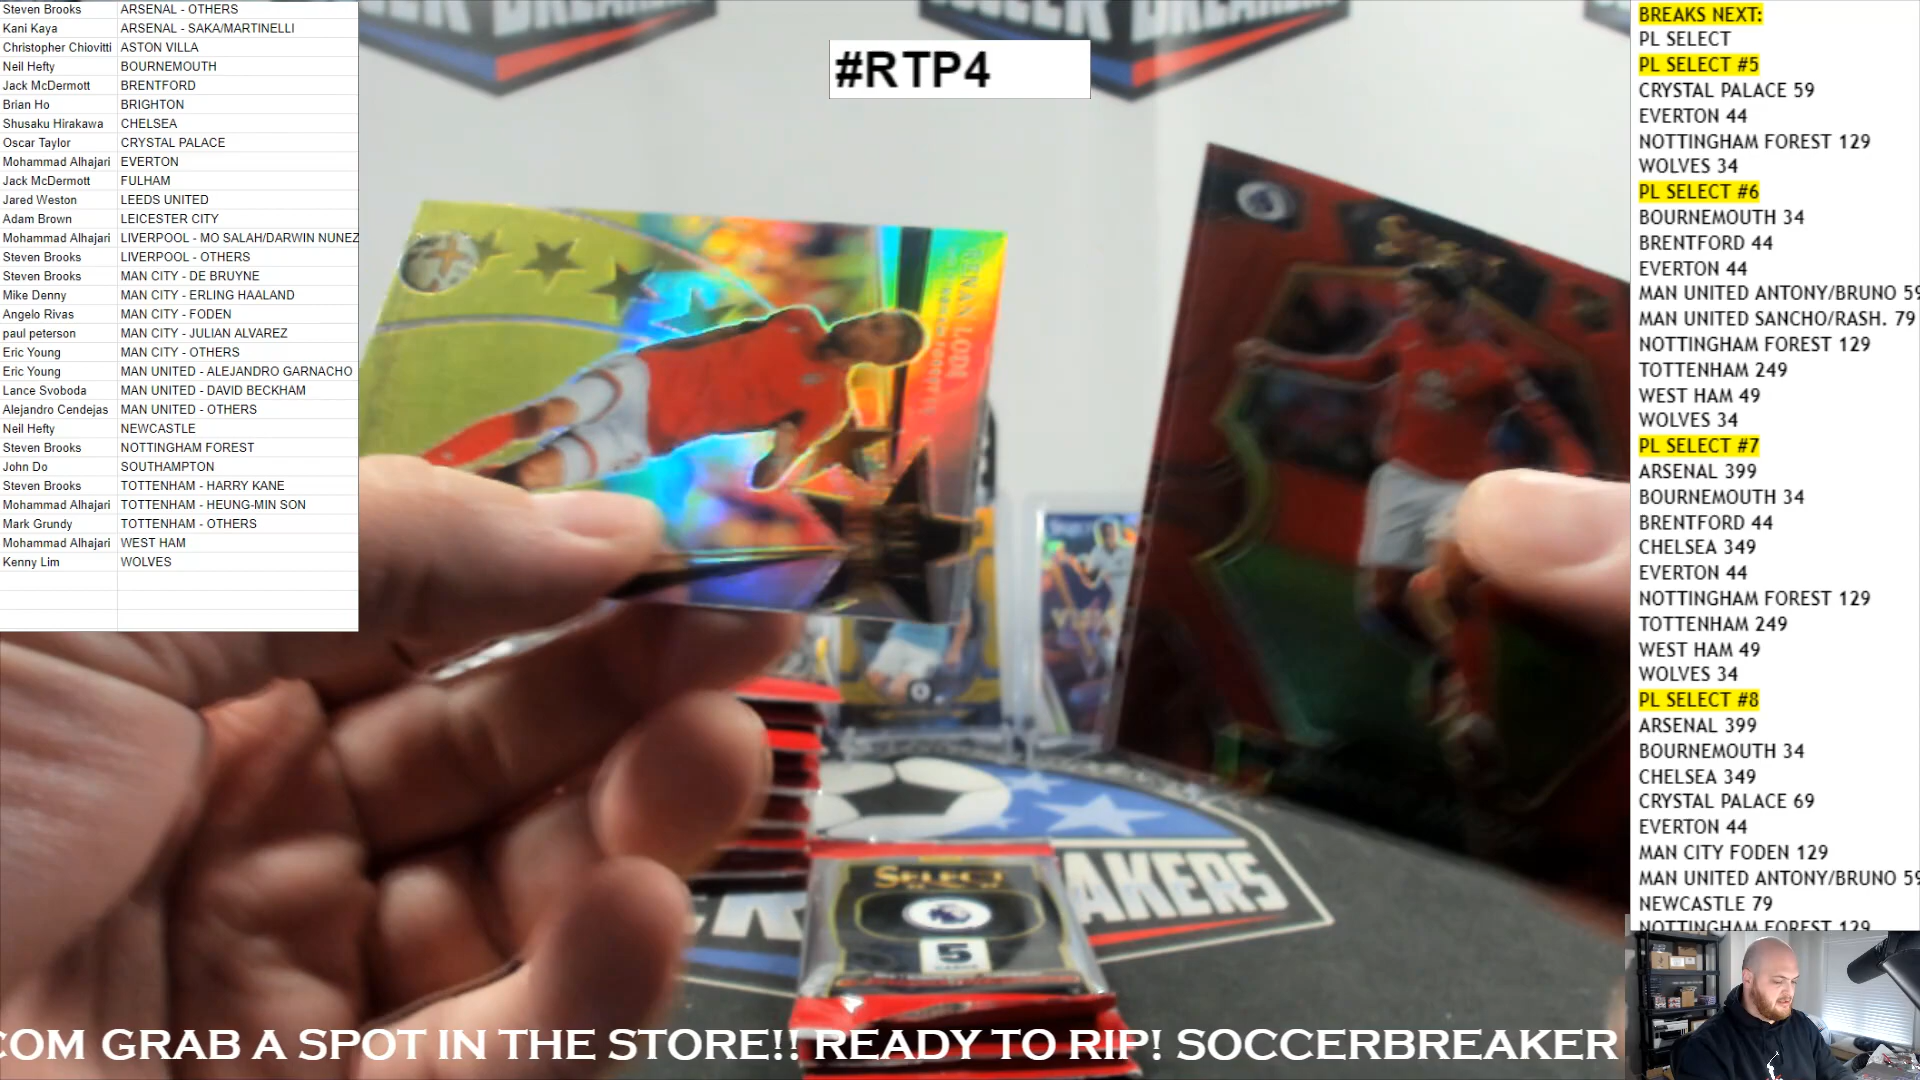 Steven Brooks ARSENAL - OTHERS
Kani Kaya ARSENAL - SAKA/MARTINELLI
Christopher Chiovitti ASTON VILLA
Neil Hefty BOURNEMOUTH
Jack McDermott BRENTFORD
Brian Ho BRIGHTON
Shusaku Hirakawa CHELSEA
Oscar Taylor CRYSTAL PALACE
Mohammad Alhajari EVERTON
Jack McDermott FULHAM
Jared Weston LEEDS UNITED
Adam Brown LEICESTER CITY
Mohammad Alhajari LIVERPOOL - MO SALAH/DARWIN NUNEZ
Steven Brooks LIVERPOOL - OTHERS
Steven Brooks MAN CITY - DE BRUYNE
Mike Denny MAN CITY - ERLING HAALAND
Angelo Rivas MAN CITY - FODEN
paul peterson MAN CITY - JULIAN ALVAREZ
Eric Young MAN CITY - OTHERS
Eric Young MAN UNITED - ALEJANDRO GARNACHO
Lance Svoboda MAN UNITED - DAVID BECKHAM
Alejandro Cendejas MAN UNITED - OTHERS
Neil Hefty NEWCASTLE
Steven Brooks NOTTINGHAM FOREST
John Do SOUTHAMPTON
Steven Brooks TOTTENHAM - HARRY KANE
Mohammad Alhajari TOTTENHAM - HEUNG-MIN SON
Mark Grundy TOTTENHAM - OTHERS
Mohammad Alhajari WEST HAM
Kenny Lim WOLVES
SOCCER BREAKERS
#RTP4
RENAN LODI
SELECT
5
CARDS
AKERS
BREAKS NEXT:
PL SELECT
PL SELECT #5
CRYSTAL PALACE 59
EVERTON 44
NOTTINGHAM FOREST 129
WOLVES 34
PL SELECT #6
BOURNEMOUTH 34
BRENTFORD 44
EVERTON 44
MAN UNITED ANTONY/BRUNO 59
MAN UNITED SANCHO/RASH. 79
NOTTINGHAM FOREST 129
TOTTENHAM 249
WEST HAM 49
WOLVES 34
PL SELECT #7
ARSENAL 399
BOURNEMOUTH 34
BRENTFORD 44
CHELSEA 349
EVERTON 44
NOTTINGHAM FOREST 129
TOTTENHAM 249
WEST HAM 49
WOLVES 34
PL SELECT #8
ARSENAL 399
BOURNEMOUTH 34
CHELSEA 349
CRYSTAL PALACE 69
EVERTON 44
MAN CITY FODEN 129
MAN UNITED ANTONY/BRUNO 59
NEWCASTLE 79
NOTTINGHAM FOREST 129
COM GRAB A SPOT IN THE STORE!! READY TO RIP! SOCCERBREAKER